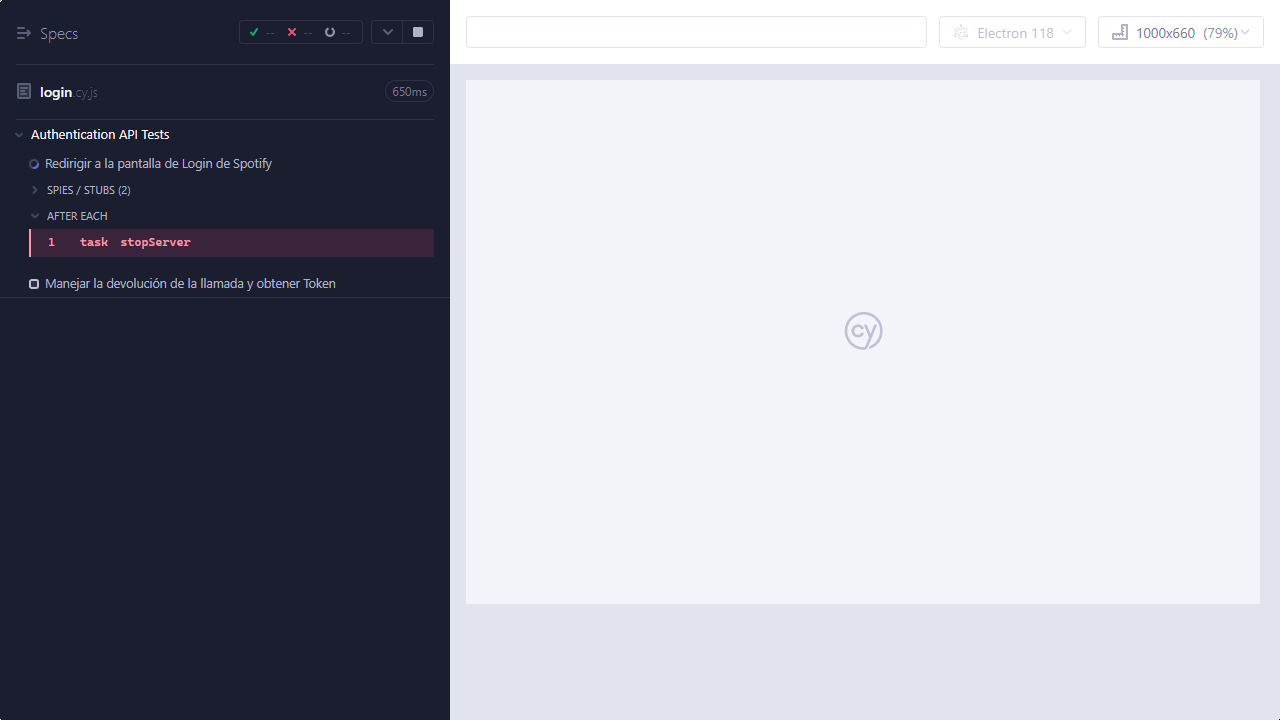 Specs
-- -- --
login.cy.js
650ms
Authentication API Tests
Redirigir a la pantalla de Login de Spotify
SPIES / STUBS (2)
AFTER EACH
1 task stopServer
Manejar la devolución de la llamada y obtener Token
Electron 118
1000x660 (79%)
cy